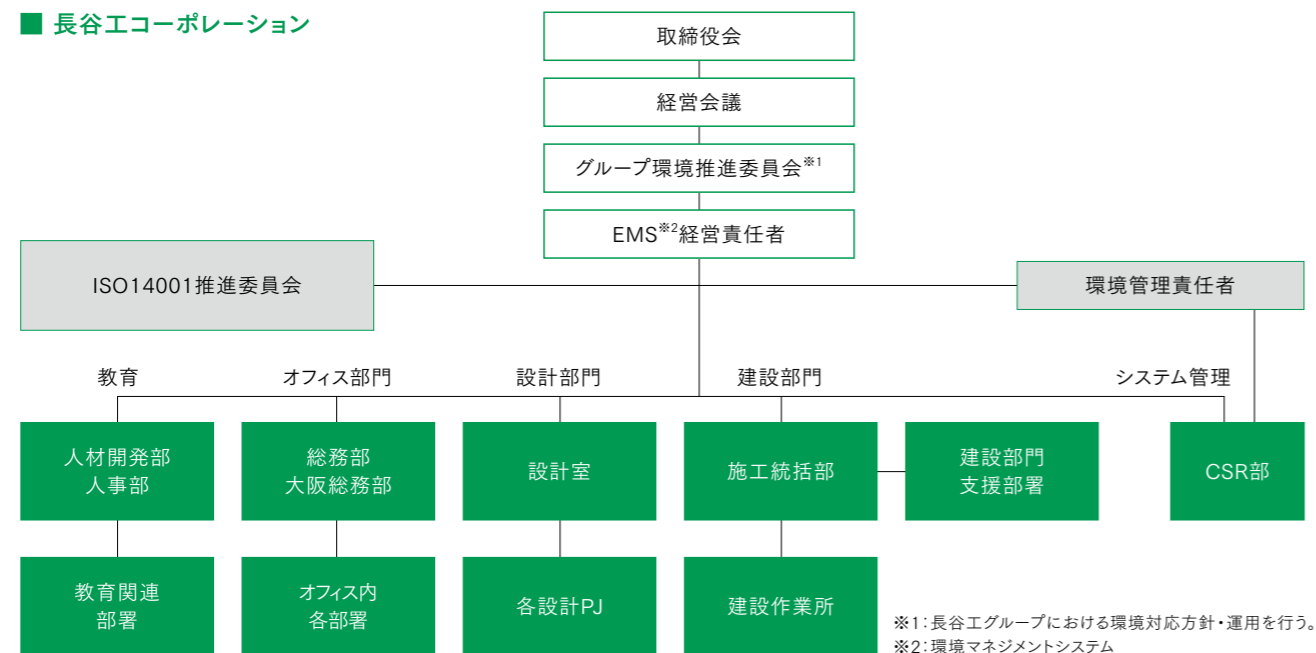 ■ 長谷工コーポレーション
取締役会
経営会議
グループ環境推進委員会※1
EMS※2経営責任者
ISO14001推進委員会
環境管理責任者
教育
オフィス部門
設計部門
建設部門
システム管理
人材開発部
人事部
総務部
大阪総務部
設計室
施工統括部
建設部門
支援部署
CSR部
教育関連
部署
オフィス内
各部署
各設計PJ
建設作業所
※1：長谷工グループにおける環境対応方針・運用を行う。
※2：環境マネジメントシステム